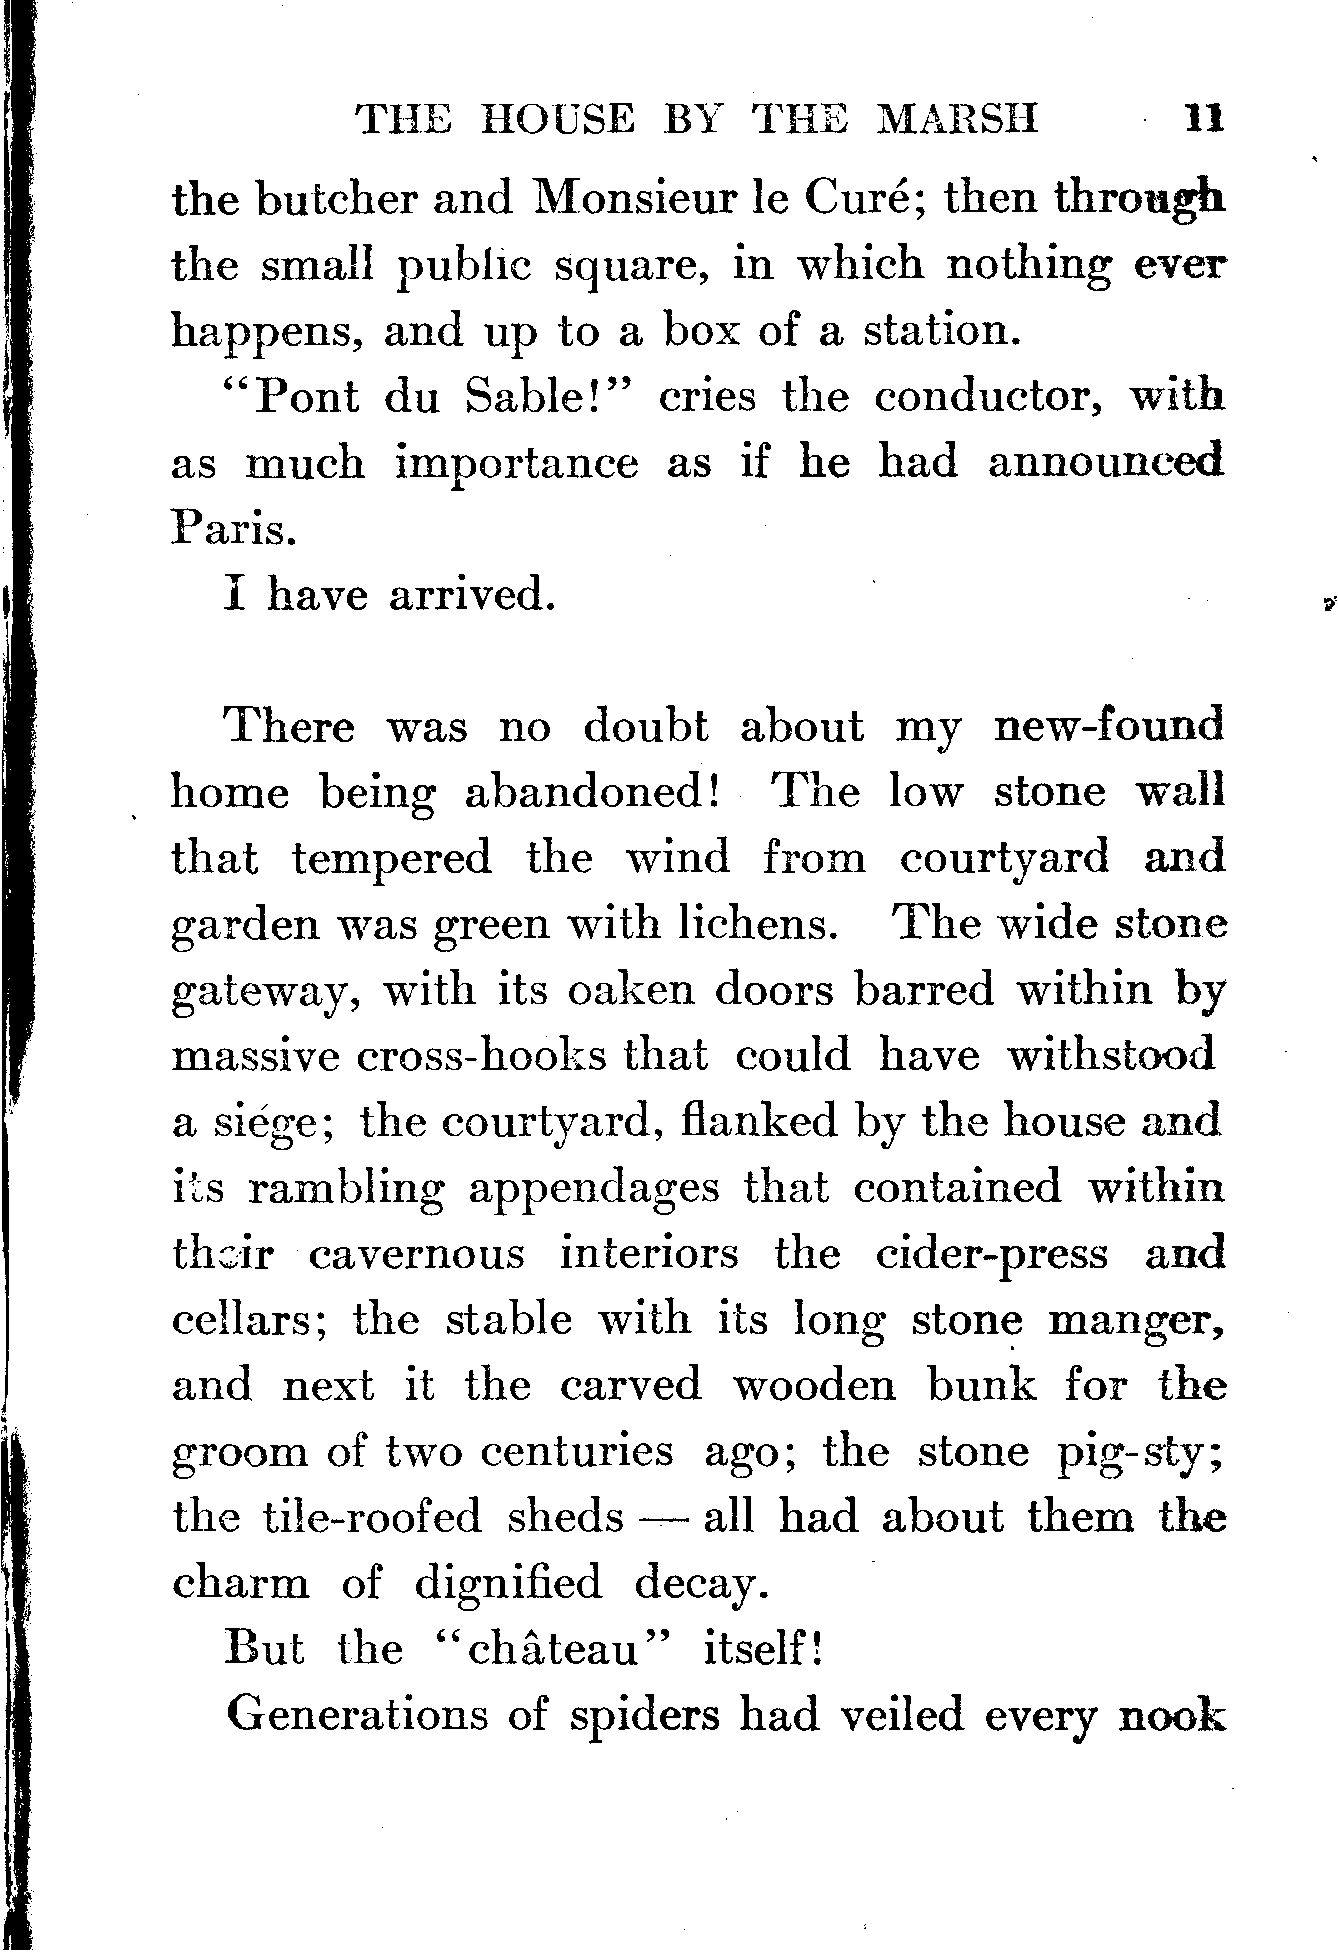 THE HOUSE BY THE MARSH 11
the butcher and Monsieur le Curé; then through
the small public square, in which nothing ever
happens, and up to a box of a station.
“Pont du Sable!” cries the conductor, with
as much importance as if he had announced
Paris.
I have arrived.
There was no doubt about my new-found
home being abandoned! The low stone wall
that tempered the wind from courtyard and
garden was green with lichens. The wide stone
gateway, with its oaken doors barred within by
massive cross-hooks that could have withstood
a siége; the courtyard, flanked by the house and
its rambling appendages that contained within
their cavernous interiors the cider-press and
cellars; the stable with its long stone manger,
and next it the carved wooden bunk for the
groom of two centuries ago; the stone pig-sty;
the tile-roofed sheds — all had about them the
charm of dignified decay.
But the “château” itself!
Generations of spiders had veiled every nook